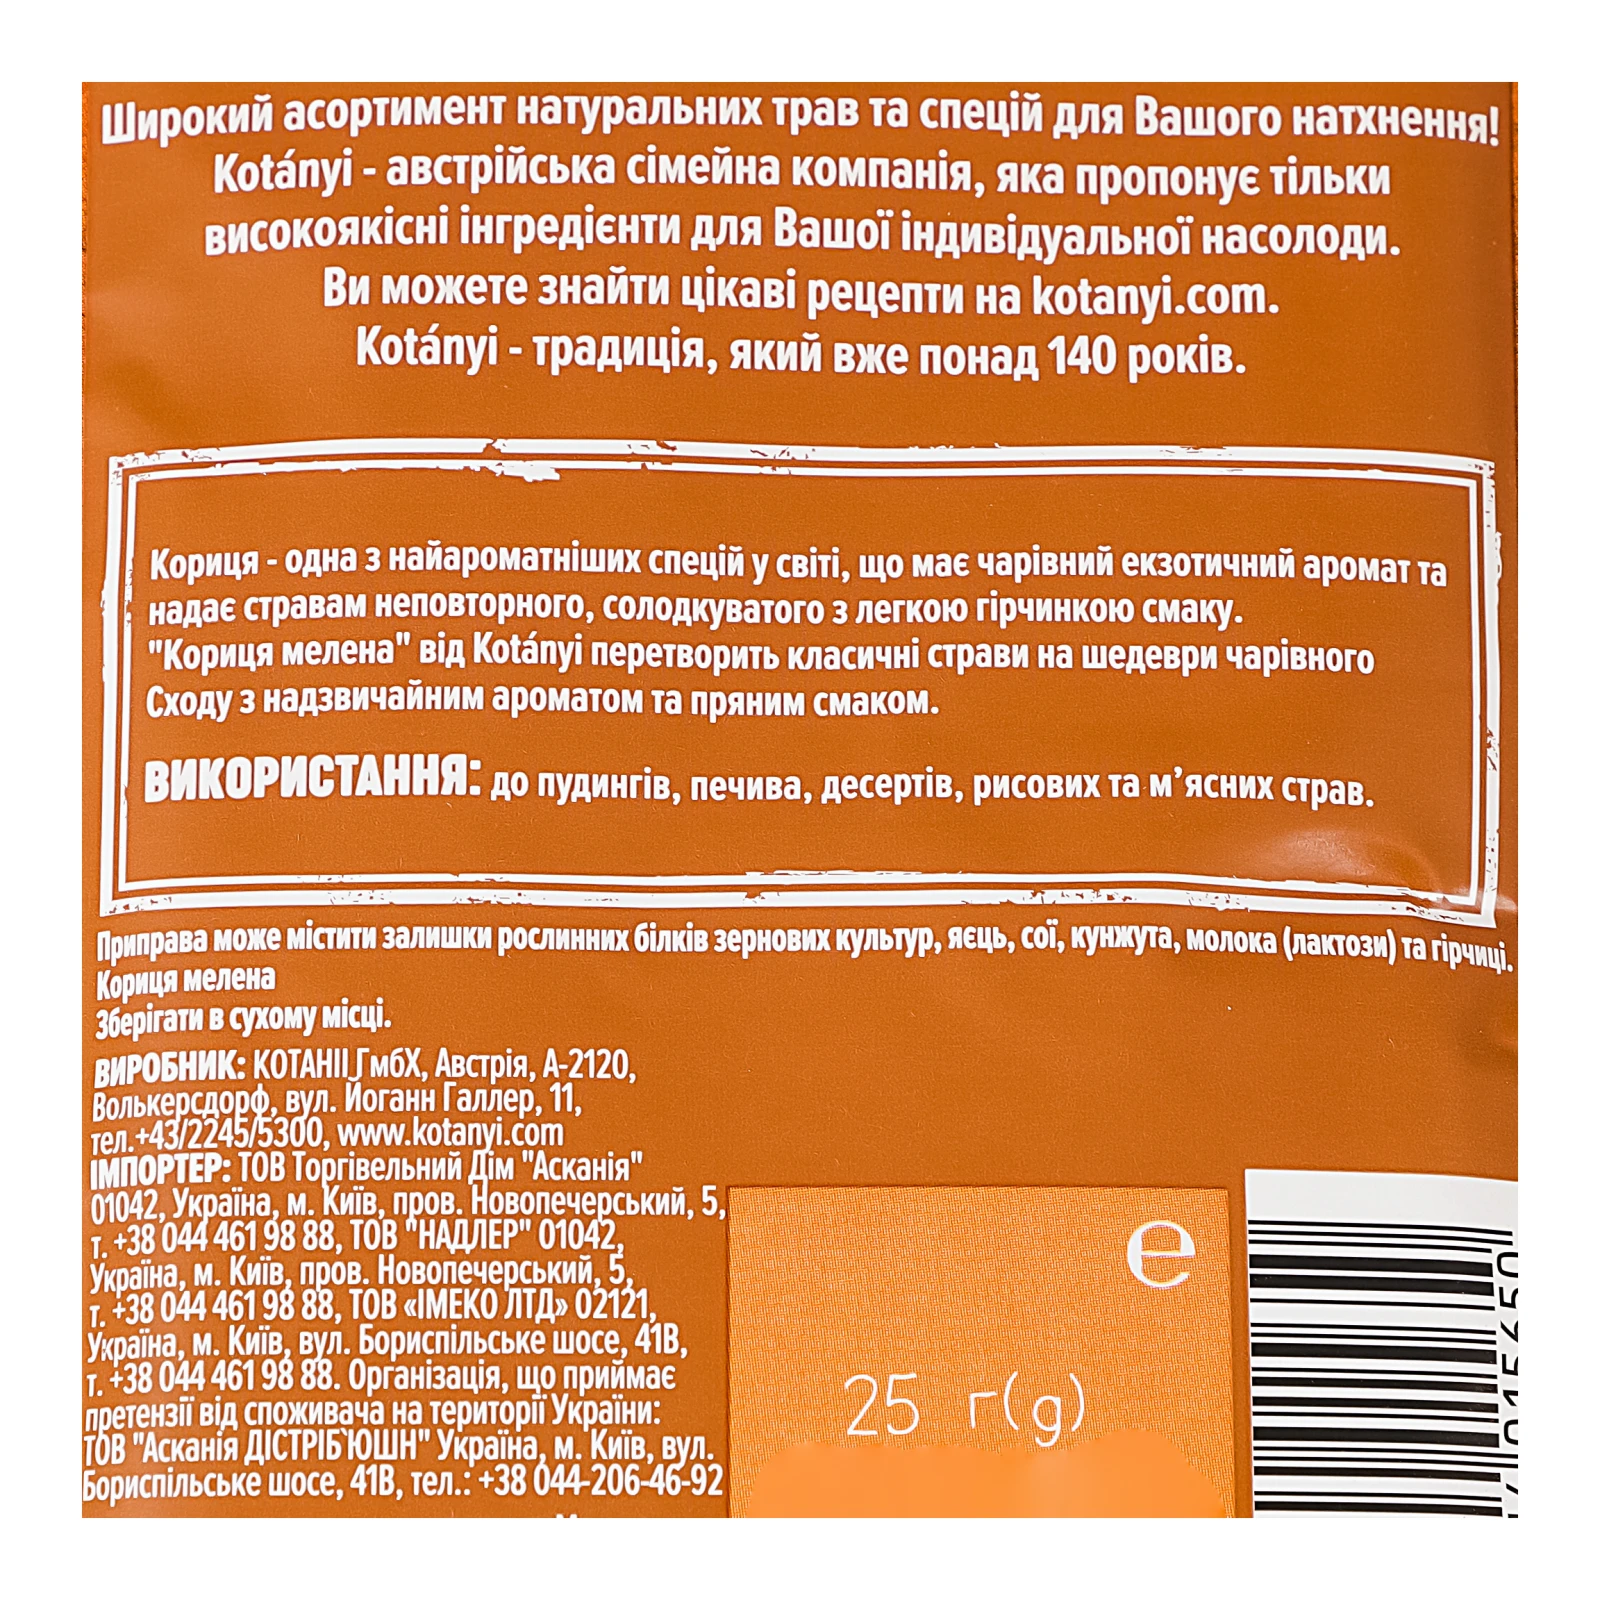 Широкий асортимент натуральних трав та спецій для Вашого натхнення!
Kotányi - австрійська сімейна компанія, яка пропонує тільки
високоякісні інгредієнти для Вашої індивідуальної насолоди.
Ви можете знайти цікаві рецепти на kotanyi.com.
Kotányi - традиція, який вже понад 140 років.
Кориця - одна з найароматніших спецій у світі, що має чарівний екзотичний аромат та
надає стравам неповторного, солодкуватого з легкою гірчинкою смаку.
"Кориця мелена" від Kotányi перетворить класичні страви на шедеври чарівного
Сходу з надзвичайним ароматом та пряним смаком.
ВИКОРИСТАННЯ: до пудингів, печива, десертів, рисових та м’ясних страв.
Приправа може містити залишки рослинних білків зернових культур, яєць, сої, кунжута, молока (лактози) та гірчиці.
Кориця мелена
Зберігати в сухому місці.
ВИРОБНИК: КОТАНІІ ГмбХ, Австрія, А-2120,
Волькерсдорф, вул. Йоганн Галлер, 11,
тел.+43/2245/5300, www.kotanyi.com
ІМПОРТЕР: ТОВ Торгівельний Дім "Асканія"
01042, Україна, м. Київ, пров. Новопечерський, 5,
т. +38 044 461 98 88, ТОВ "НАДЛЕР" 01042,
Україна, м. Київ, пров. Новопечерський, 5,
т. +38 044 461 98 88, ТОВ «ІМЕКО ЛТД» 02121,
Україна, м. Київ, вул. Бориспільське шосе, 41В,
т. +38 044 461 98 88. Організація, що приймає
претензії від споживача на території України:
ТОВ "Асканія ДІСТРІБ`ЮШН" Україна, м. Київ, вул.
Бориспільське шосе, 41В, тел.: +38 044-206-46-92
e
25 г(g)